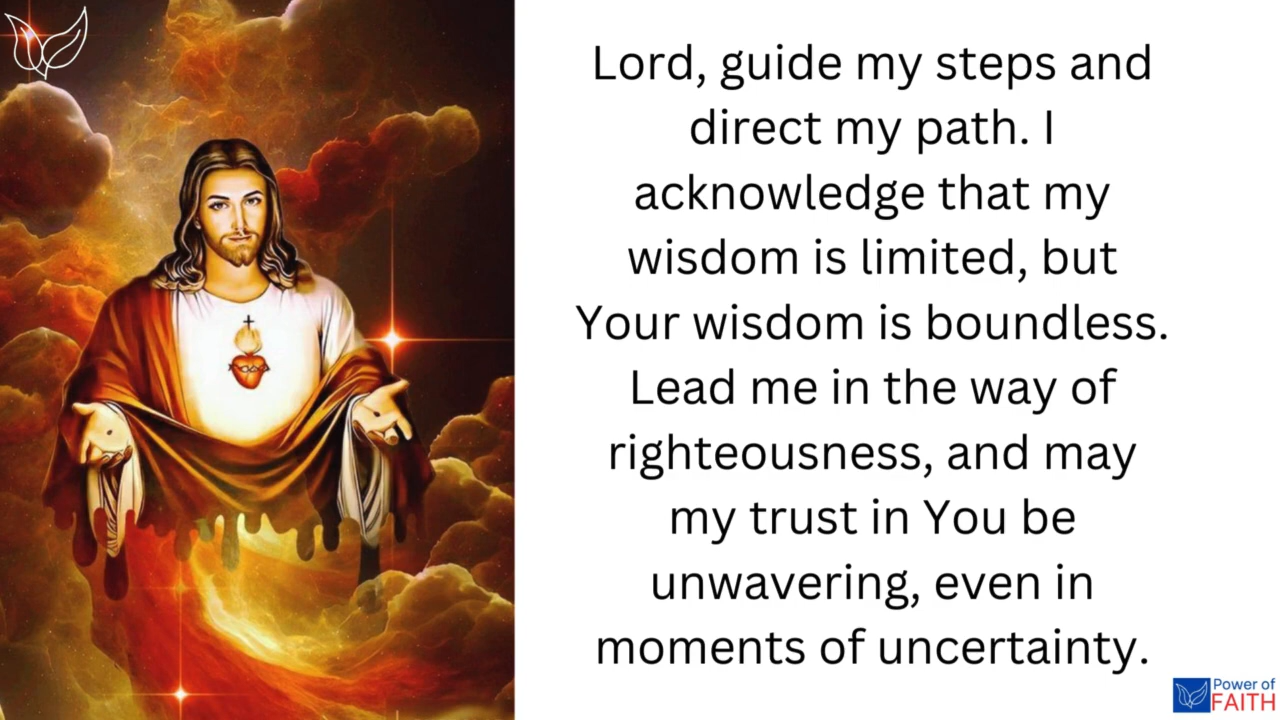 Lord, guide my steps and
direct my path. I
acknowledge that my
wisdom is limited, but
Your wisdom is boundless.
Lead me in the way of
righteousness, and may
my trust in You be
unwavering, even in
moments of uncertainty.
Power of
FAITH